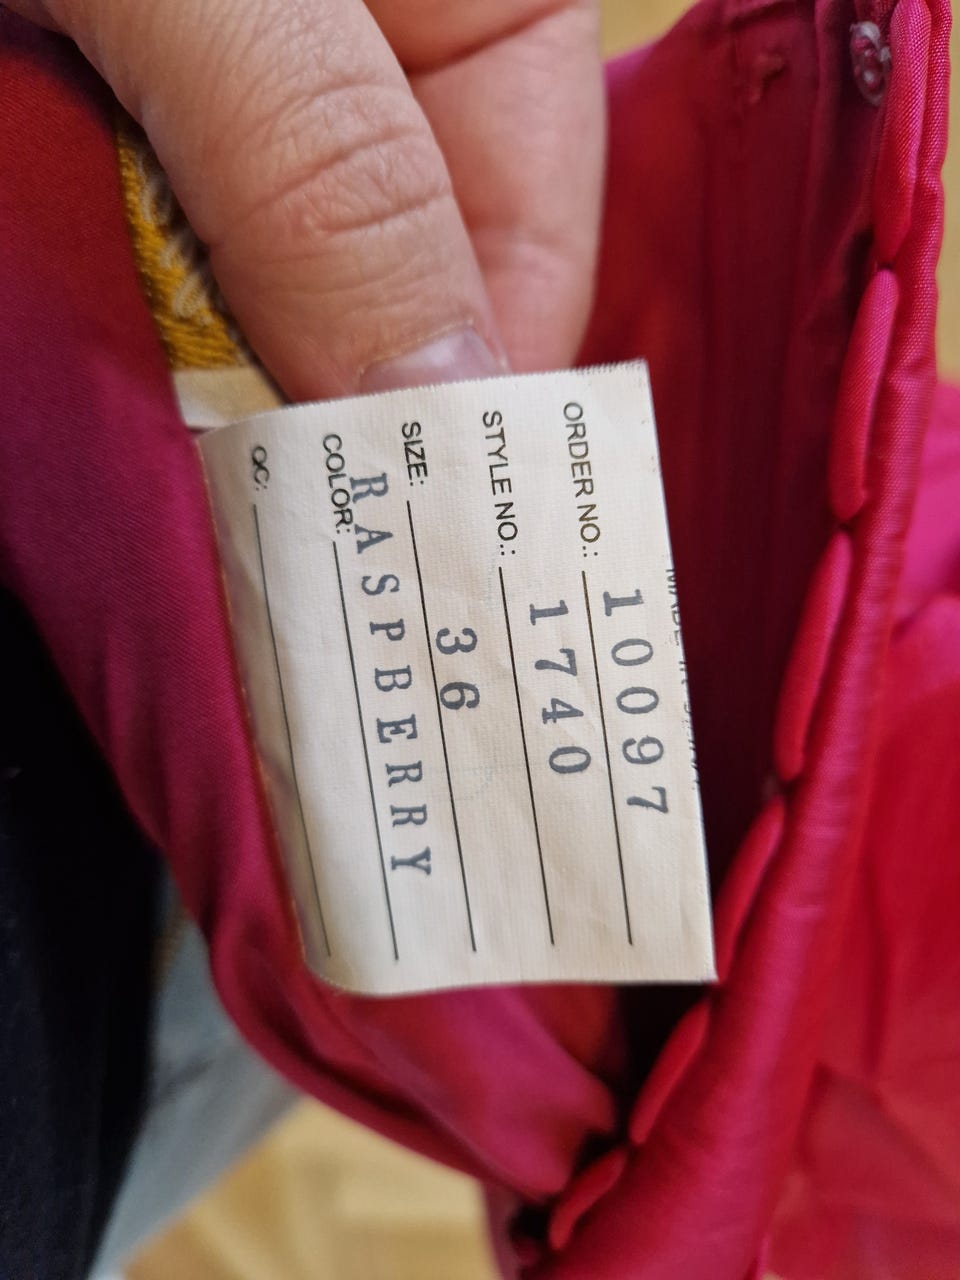 ORDER NO.: 10097
STYLE NO.: 1740
SIZE: 36
COLOR: RASPBERRY
QC: